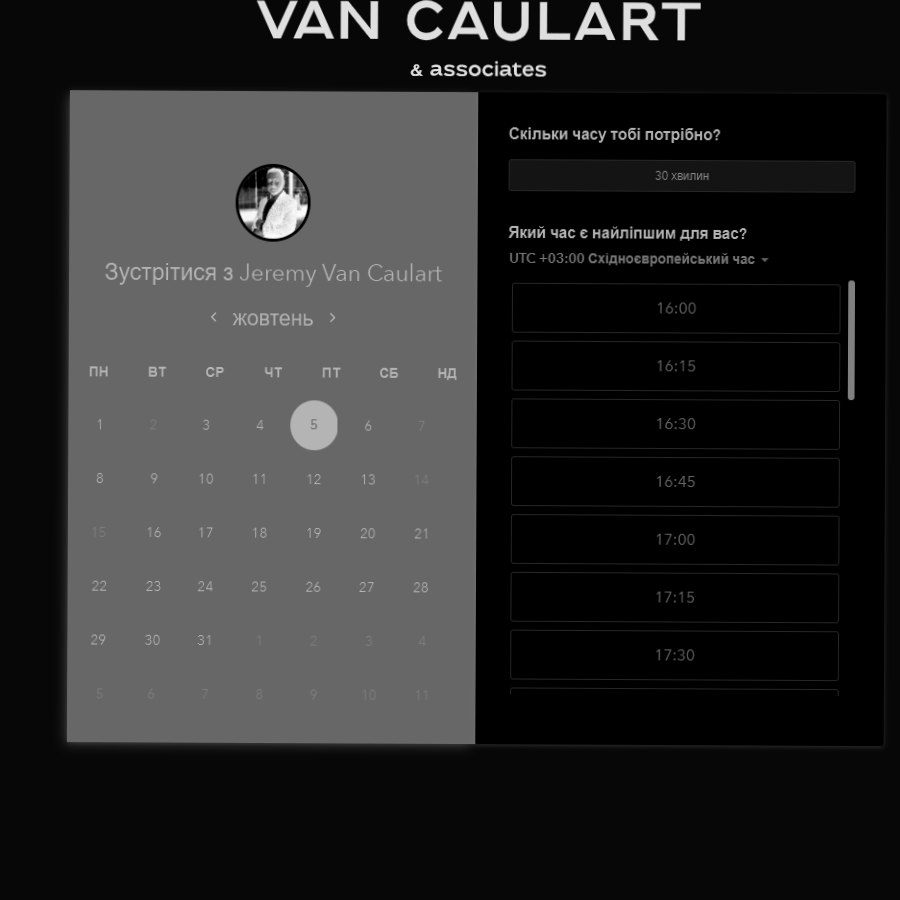 VAN CAULART
& associates
Зустрітися з Jeremy Van Caulart
жовтень
ПН ВТ СР ЧТ ПТ СБ НД
1 2 3 4 5 6 7
8 9 10 11 12 13 14
15 16 17 18 19 20 21
22 23 24 25 26 27 28
29 30 31 1 2 3 4
5 6 7 8 9 10 11
Скільки часу тобі потрібно?
30 хвилин
Який час є найліпшим для вас?
UTC +03:00 Східноєвропейський час
16:00
16:15
16:30
16:45
17:00
17:15
17:30